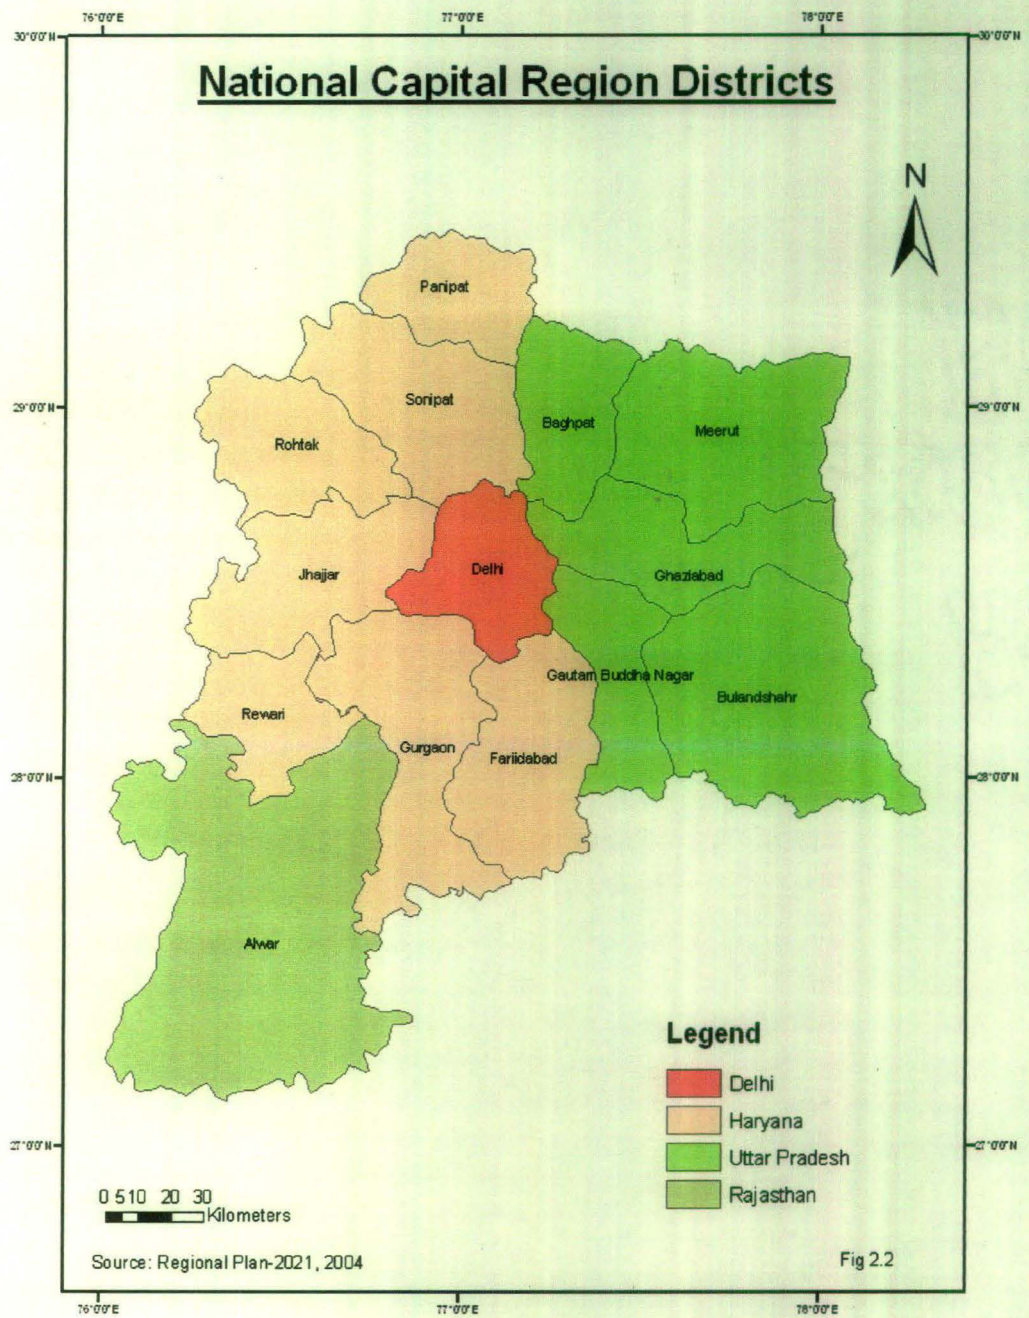 76°0'0"E 77°0'0"E 78°0'0"E
30°0'0"N 30°0'0"N
National Capital Region Districts
N
Panipat
Sonipat
29°0'0"N 29°0'0"N
Baghpat
Meerut
Rohtak
Delhi
Jhajjar
Ghaziabad
Gautam Buddha Nagar
Bulandshahr
Rewari
Gurgaon
Fariidabad
28°0'0"N 28°0'0"N
Alwar
Legend
Delhi
Haryana
27°0'0"N 27°0'0"N
Uttar Pradesh
Rajasthan
0 5 10 20 30
Kilometers
Source: Regional Plan-2021, 2004
Fig 2.2
76°0'0"E 77°0'0"E 78°0'0"E